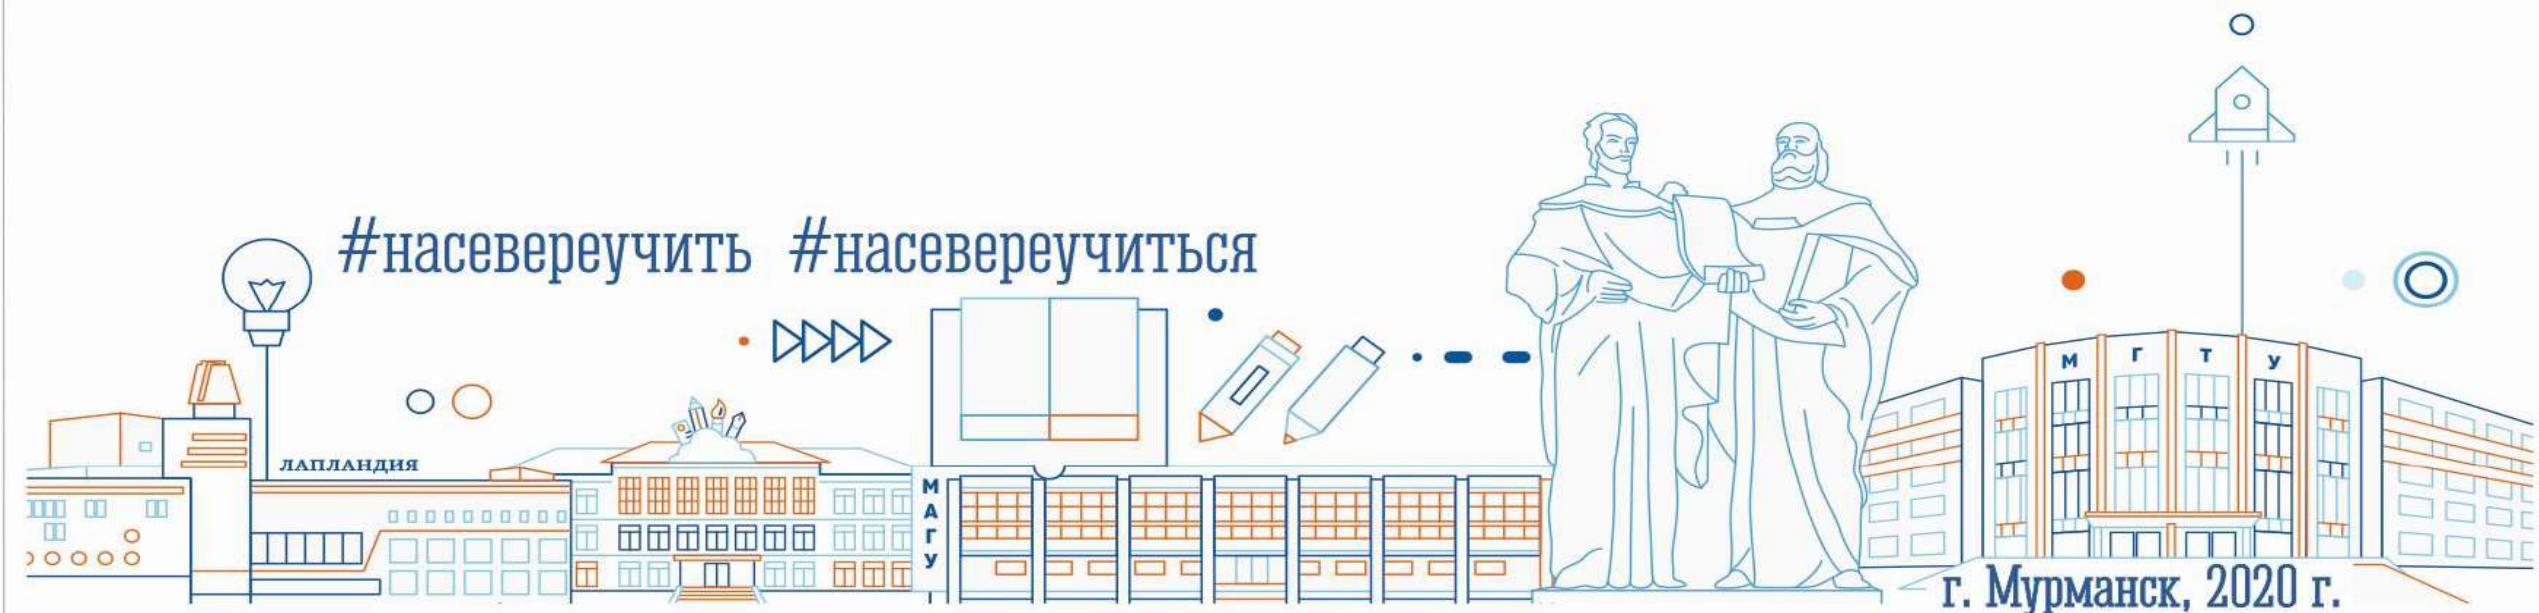 #насевереучить #насевереучиться
ЛАПЛАНДИЯ
МАГУ
МГТУ
г. Мурманск, 2020 г.